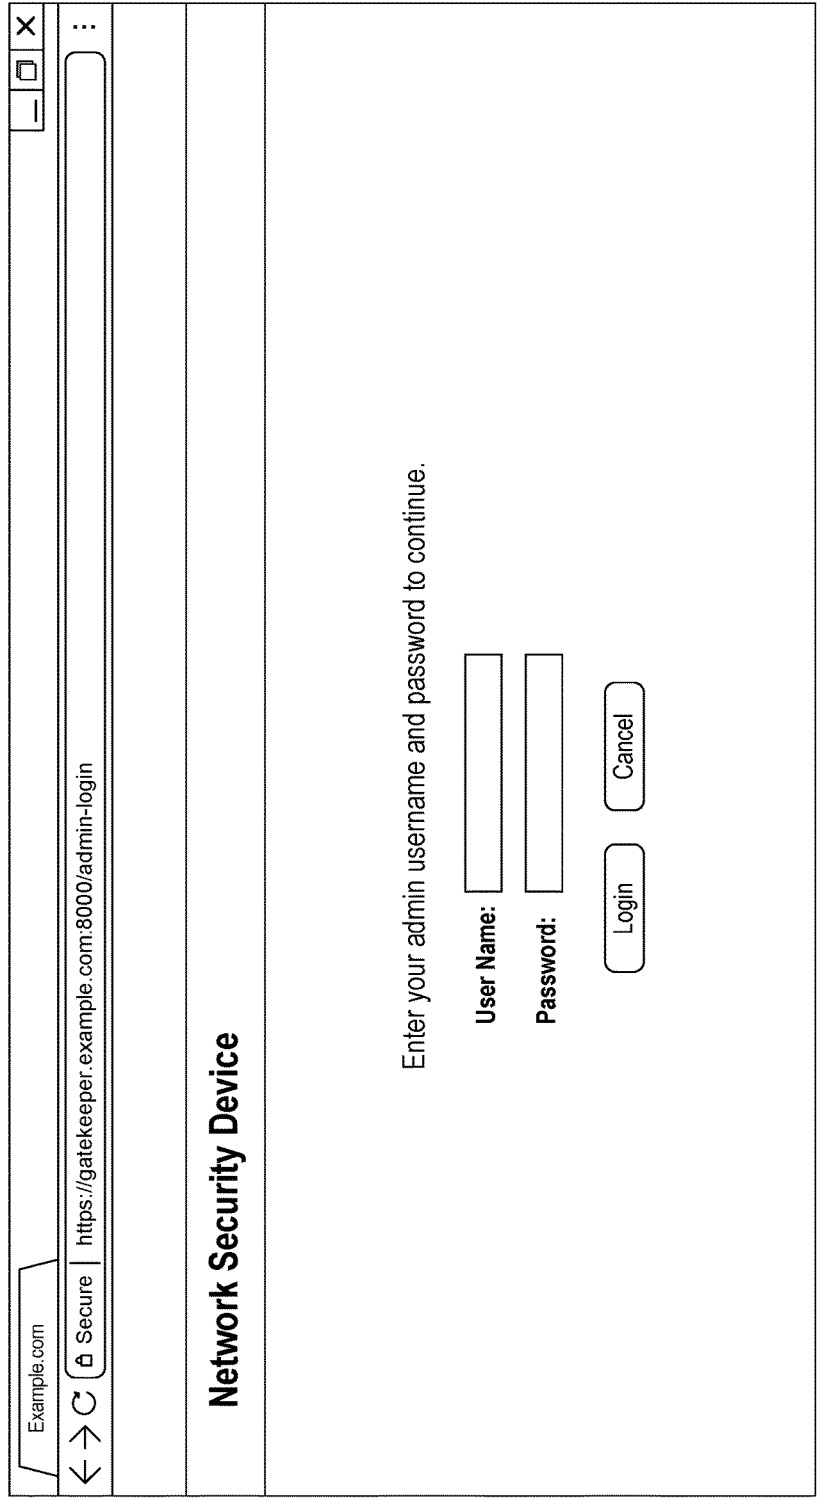 Example.com
Secure | https://gatekeeper.example.com:8000/admin-login
Network Security Device
Enter your admin username and password to continue.
User Name:
Password:
Login Cancel